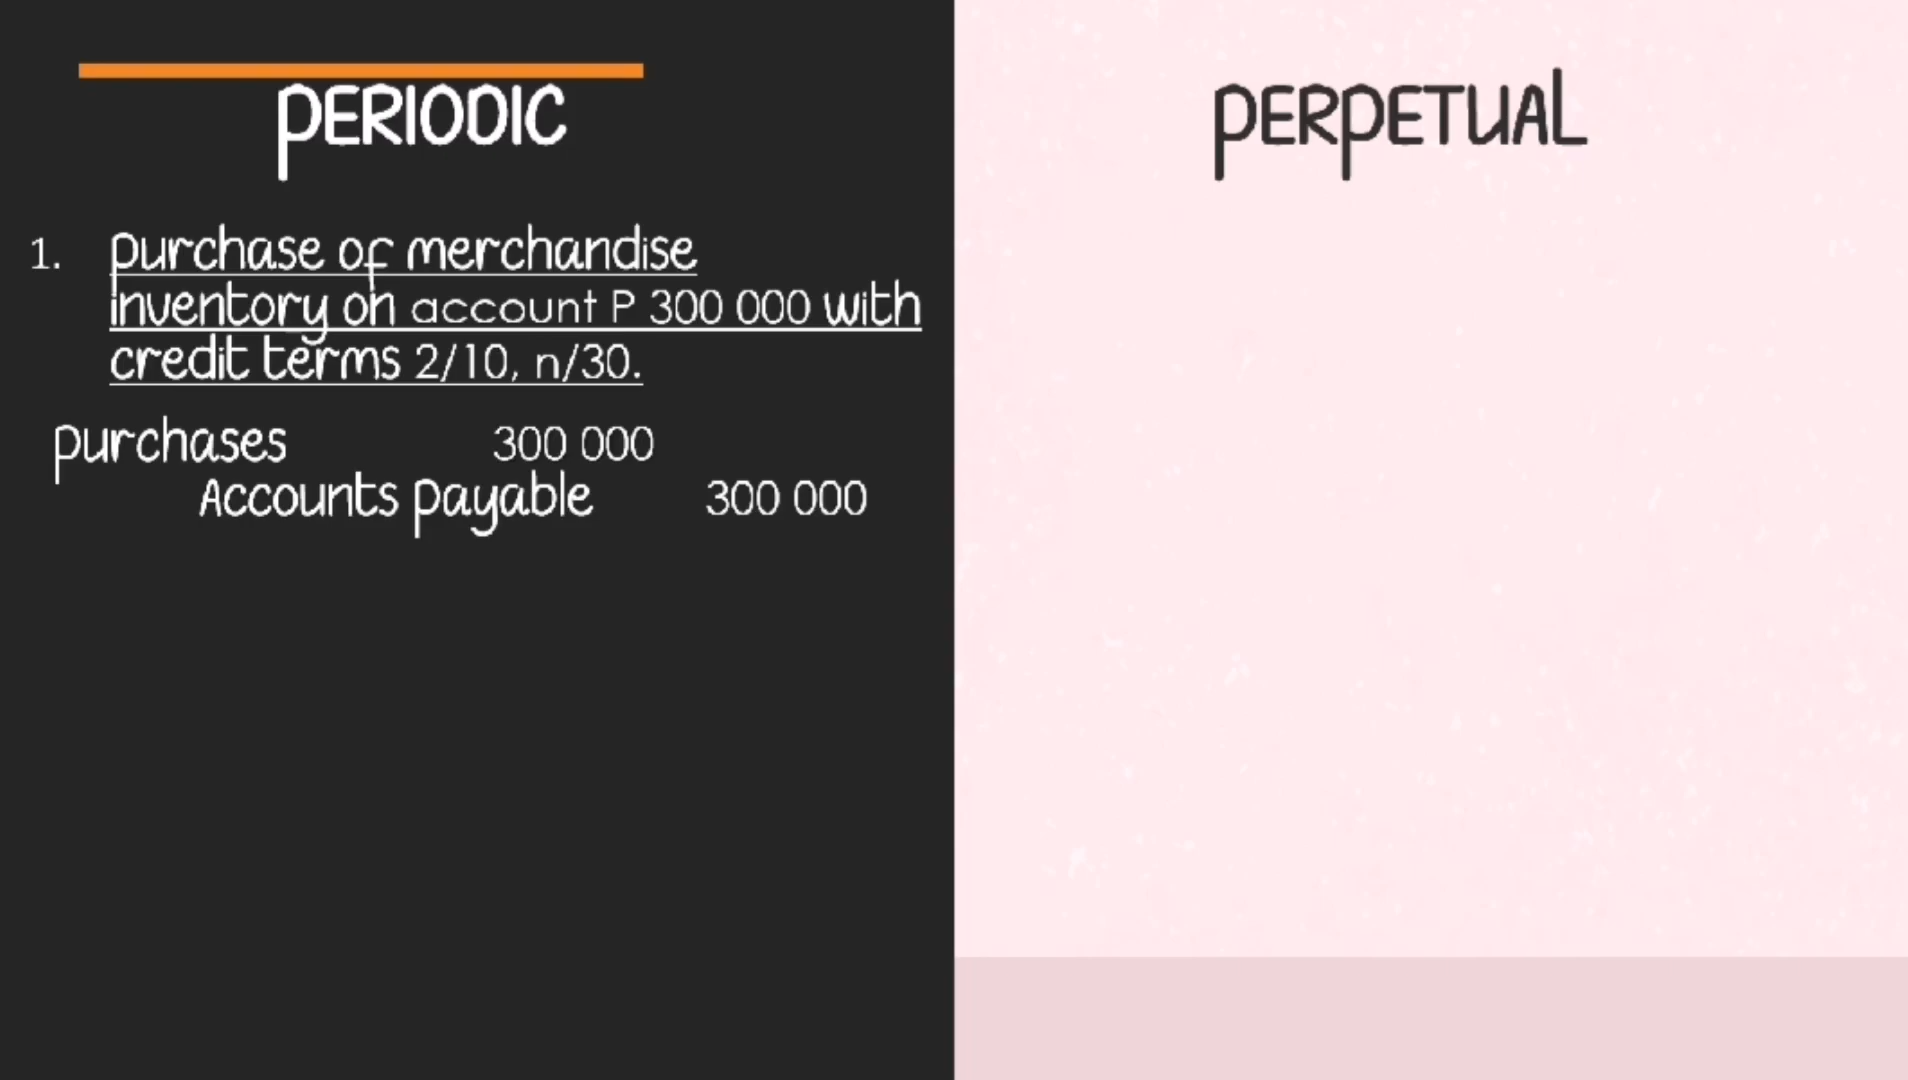 PERIODIC
1. purchase of merchandise
inventory on account P 300 000 with
credit terms 2/10, n/30.
purchases 300 000
Accounts payable 300 000
PERPETUAL